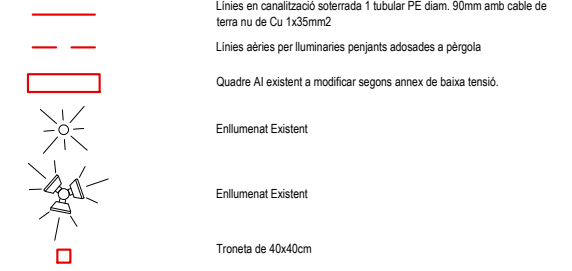 Línies en canalització soterrada 1 tubular PE diam. 90mm amb cable de
terra nu de Cu 1x35mm2
Línies aèries per lluminaries penjants adosades a pèrgola
Quadre Al existent a modificar segons annex de baixa tensió.
Enllumenat Existent
Enllumenat Existent
Troneta de 40x40cm